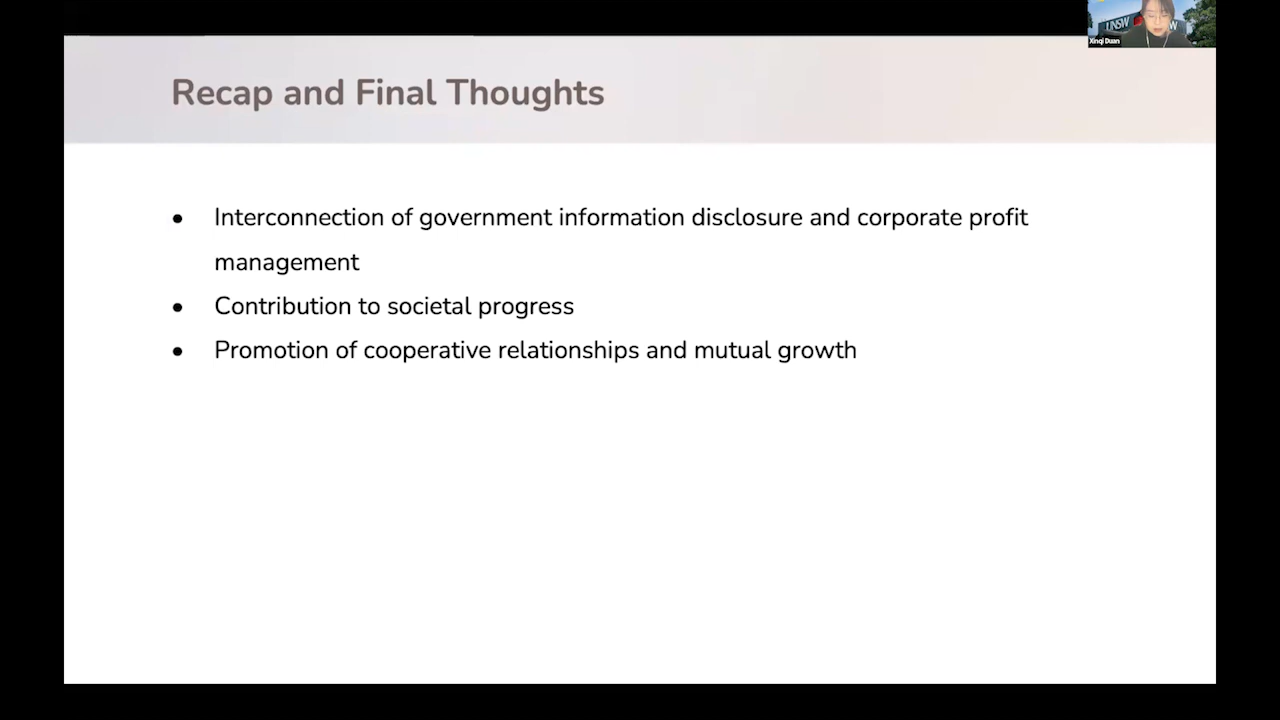 UNSW
Xinqi Duan
Recap and Final Thoughts
• Interconnection of government information disclosure and corporate profit
management
• Contribution to societal progress
• Promotion of cooperative relationships and mutual growth